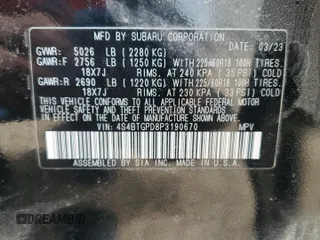 MFD BY SUBARU CORPORATION DATE: 03/23
GVWR: 5026 LB (2280 KG)
GAWR:F 2756 LB (1250 KG) WITH 225/60R18 100H TIRES,
18X7J RIMS, AT 240 KPA (35 PSI) COLD
GAWR:R 2690 LB (1220 KG) WITH 225/60R18 100H TIRES,
18X7J RIMS, AT 230 KPA (33 PSI) COLD
THIS VEHICLE CONFORMS TO ALL APPLICABLE FEDERAL MOTOR
VEHICLE SAFETY AND THEFT PREVENTION STANDARDS IN
EFFECT ON THE DATE OF MANUFACTURE SHOWN ABOVE.
VIN: 4S4BTGPD8P3190670 MPV
ASSEMBLED BY SIA INC. MADE IN U.S.A.